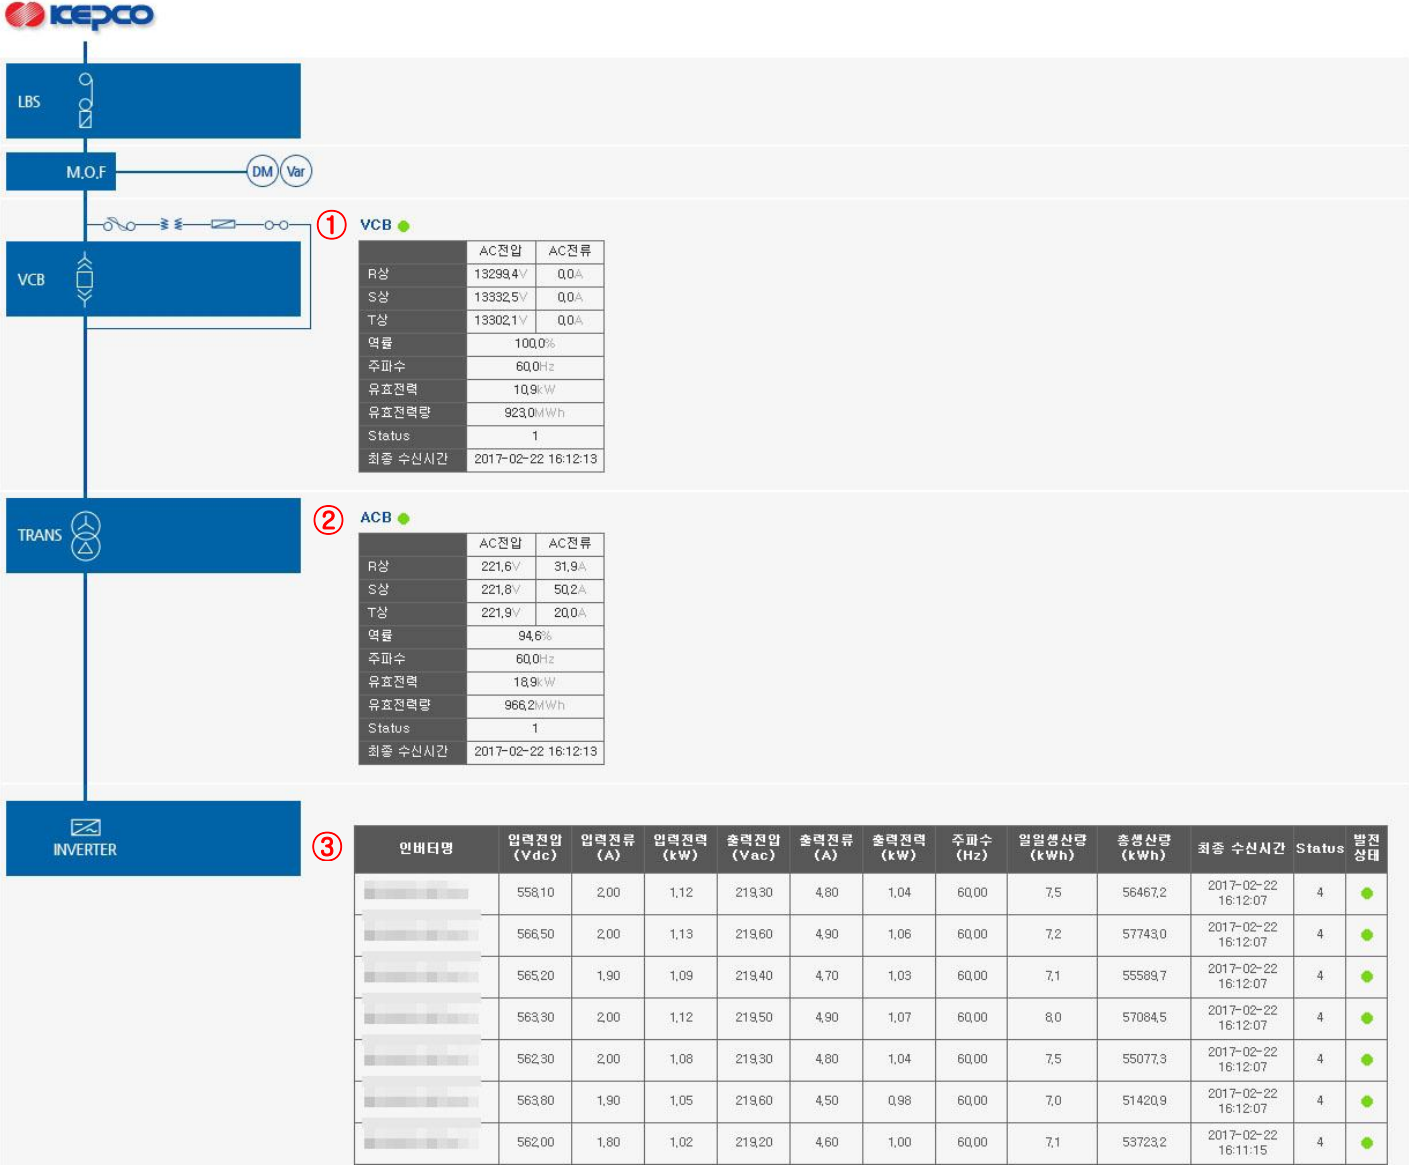 KEPCO
LBS
M.O.F DM Var
① VCB
AC전압 AC전류
R상 13299.4V 0.0A
S상 13332.5V 0.0A
T상 13302.1V 0.0A
역률 100.0%
주파수 60.0Hz
유효전력 10.9kW
유효전력량 923.0MWh
Status 1
최종 수신시간 2017-02-22 16:12:13
VCB
TRANS
② ACB
AC전압 AC전류
R상 221.6V 31.9A
S상 221.8V 50.2A
T상 221.9V 20.0A
역률 94.6%
주파수 60.0Hz
유효전력 18.9kW
유효전력량 966.2MWh
Status 1
최종 수신시간 2017-02-22 16:12:13
INVERTER
③
인버터명 입력전압 (Vdc) 입력전류 (A) 입력전력 (kW) 출력전압 (Vac) 출력전류 (A) 출력전력 (kW) 주파수 (Hz) 일일생산량 (kWh) 총생산량 (kWh) 최종 수신시간 Status 발전 상태
558.10 2.00 1.12 219.30 4.80 1.04 60.00 7.5 56467.2 2017-02-22 16:12:07 4
566.50 2.00 1.13 219.60 4.90 1.06 60.00 7.2 57743.0 2017-02-22 16:12:07 4
565.20 1.90 1.09 219.40 4.70 1.03 60.00 7.1 55589.7 2017-02-22 16:12:07 4
563.30 2.00 1.12 219.50 4.90 1.07 60.00 8.0 57084.5 2017-02-22 16:12:07 4
562.30 2.00 1.08 219.30 4.80 1.04 60.00 7.5 55077.3 2017-02-22 16:12:07 4
563.80 1.90 1.05 219.60 4.50 0.98 60.00 7.0 51420.9 2017-02-22 16:12:07 4
562.00 1.80 1.02 219.20 4.60 1.00 60.00 7.1 53723.2 2017-02-22 16:11:15 4